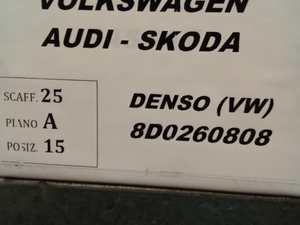 VOLKSWAGEN
AUDI - SKODA
SCAFF. 25
PIANO A
POSIZ. 15
DENSO (VW)
8D0260808